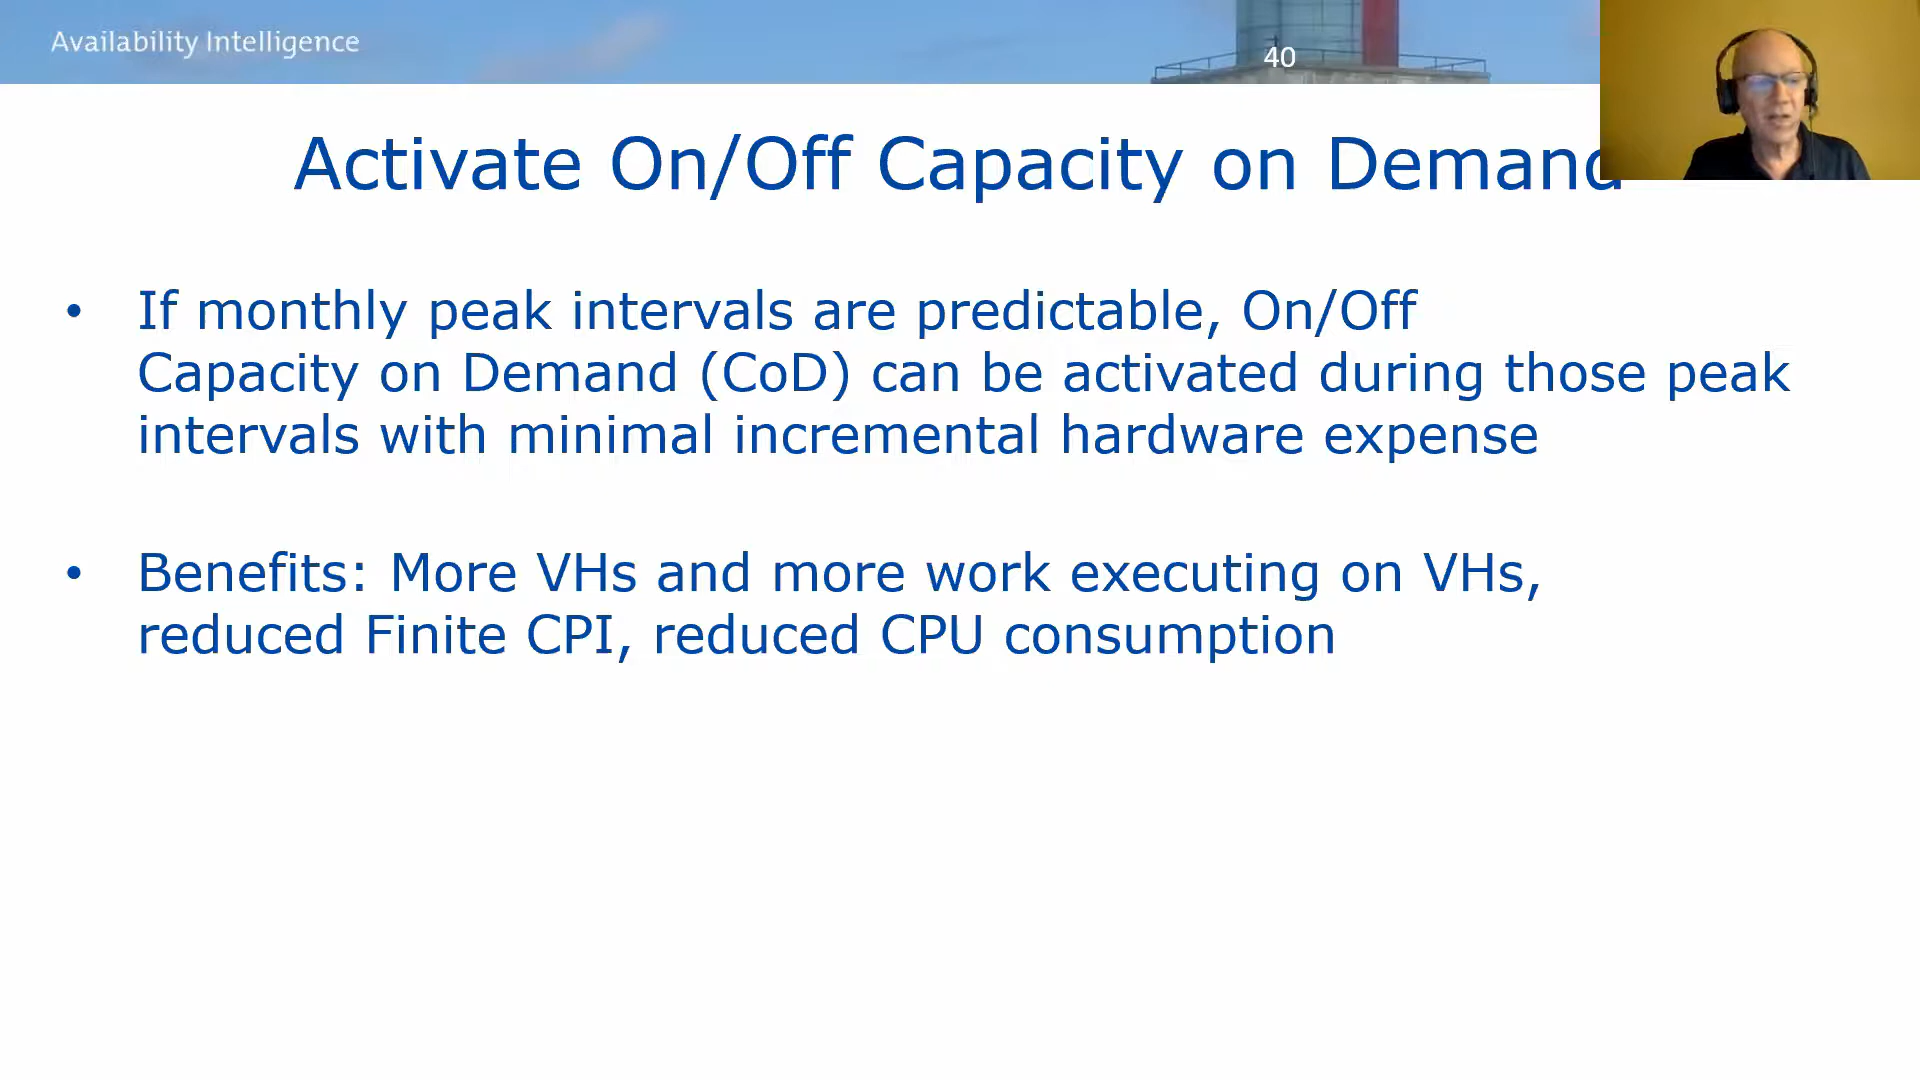 Availability Intelligence
40
Activate On/Off Capacity on Demand
• If monthly peak intervals are predictable, On/Off
Capacity on Demand (CoD) can be activated during those peak
intervals with minimal incremental hardware expense
• Benefits: More VHs and more work executing on VHs,
reduced Finite CPI, reduced CPU consumption